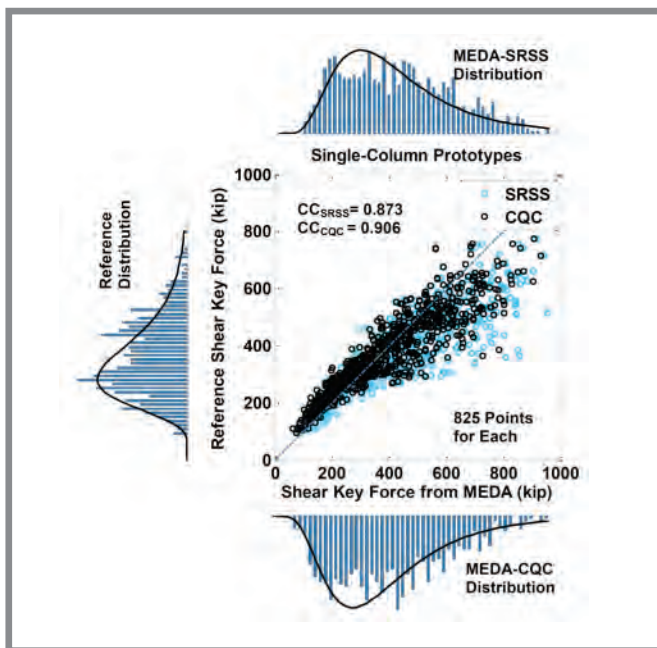 MEDA-SRSS
Distribution
Single-Column Prototypes
1000
800
600
400
200
0
Reference Shear Key Force (kip)
Reference
Distribution
CC_SRSS= 0.873
CC_CQC= 0.906
SRSS
CQC
825 Points
for Each
0 200 400 600 800 1000
Shear Key Force from MEDA (kip)
MEDA-CQC
Distribution